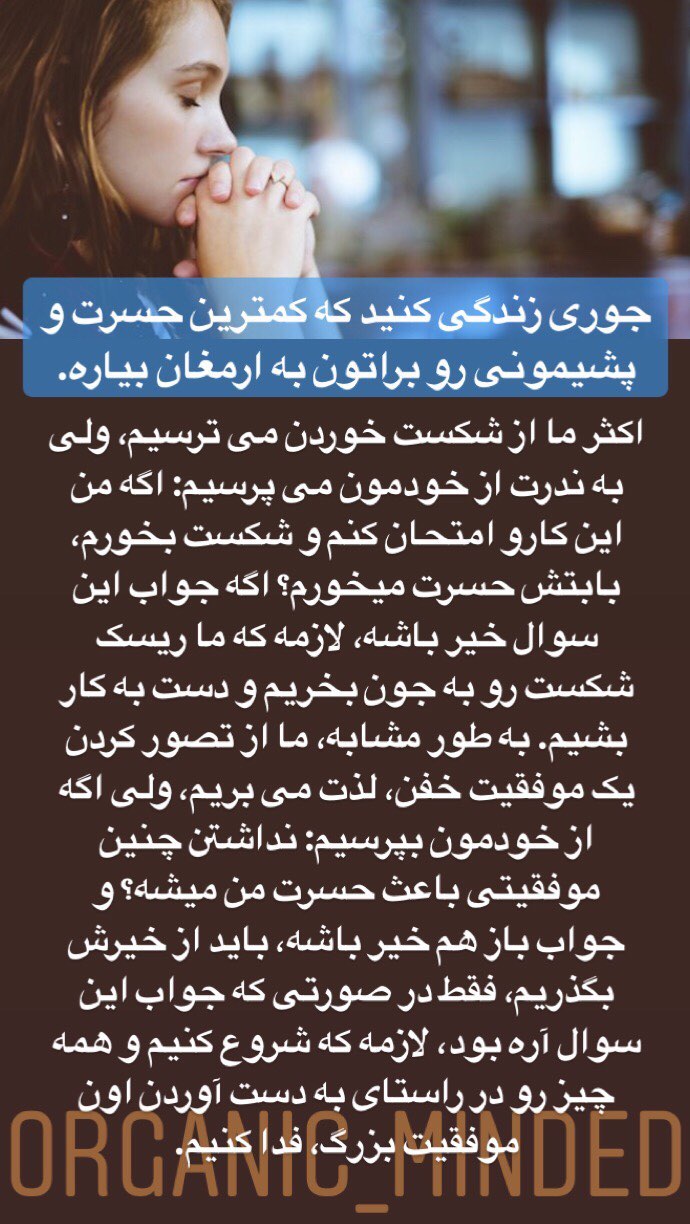 جوری زندگی کنید که کمترین حسرت و
پشیمونی رو براتون به ارمغان بیاره.
اکثر ما از شکست خوردن می ترسیم، ولی
به ندرت از خودمون می پرسیم: اگه من
این کارو امتحان کنم و شکست بخورم،
بابتش حسرت میخورم؟ اگه جواب این
سوال خیر باشه، لازمه که ما ریسک
شکست رو به جون بخریم و دست به کار
بشیم. به طور مشابه، ما از تصور کردن
یک موفقیت خفن، لذت می بریم، ولی اگه
از خودمون بپرسیم: نداشتن چنین
موفقیتی باعث حسرت من میشه؟ و
جواب باز هم خیر باشه، باید از خیرش
بگذریم، فقط در صورتی که جواب این
سوال آره بود، لازمه که شروع کنیم و همه
چیز رو در راستای به دست آوردن اون
موفقیت بزرگ، فدا کنیم.
ORGANIC_MINDED